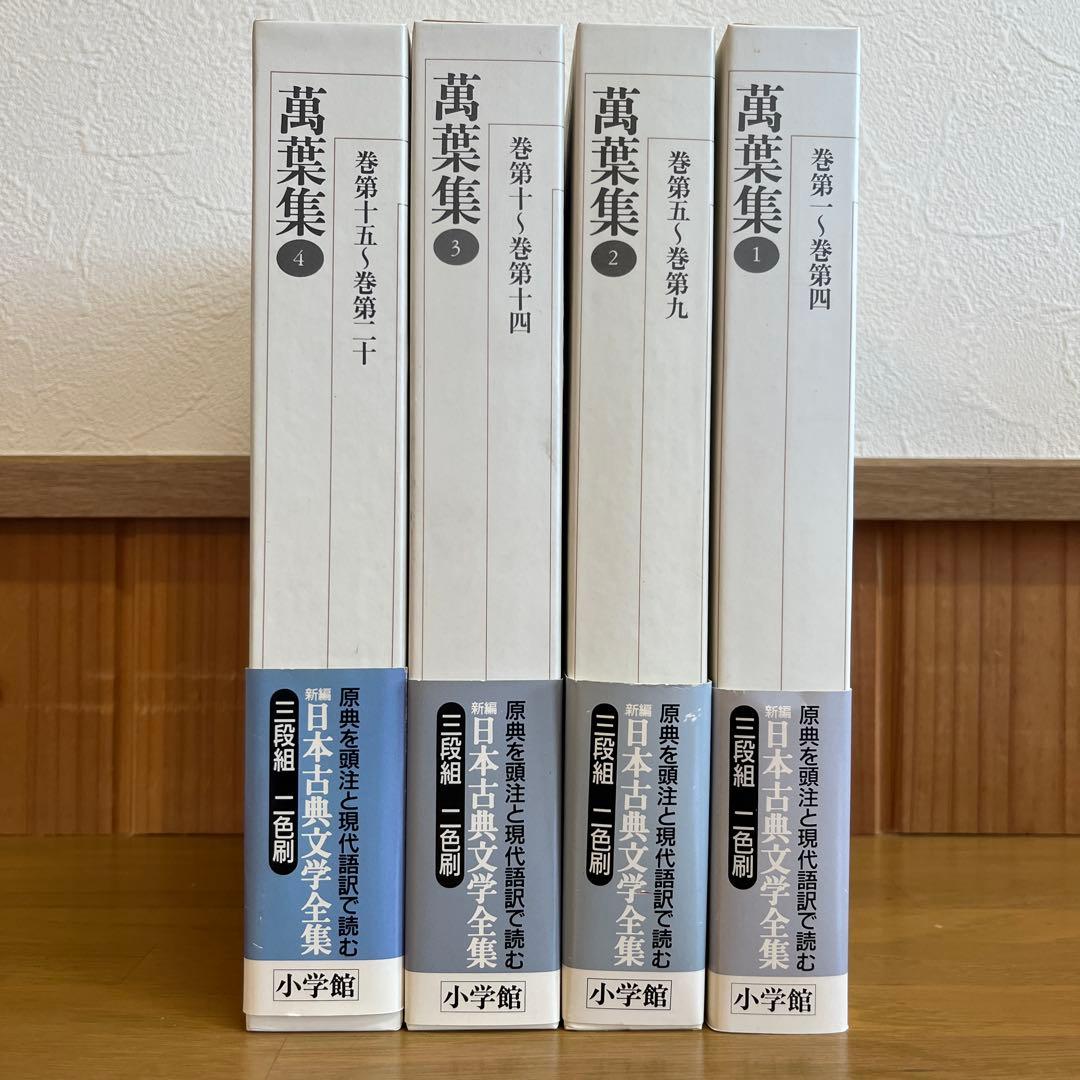 萬葉集
1
巻第一〜巻第四
原典を頭注と現代語訳で読む
新編
日本古典文学全集
三段組 二色刷
小学館
萬葉集
2
巻第五〜巻第九
原典を頭注と現代語訳で読む
新編
日本古典文学全集
三段組 二色刷
小学館
萬葉集
3
巻第十〜巻第十四
原典を頭注と現代語訳で読む
新編
日本古典文学全集
三段組 二色刷
小学館
萬葉集
4
巻第十五〜巻第二十
原典を頭注と現代語訳で読む
新編
日本古典文学全集
三段組 二色刷
小学館